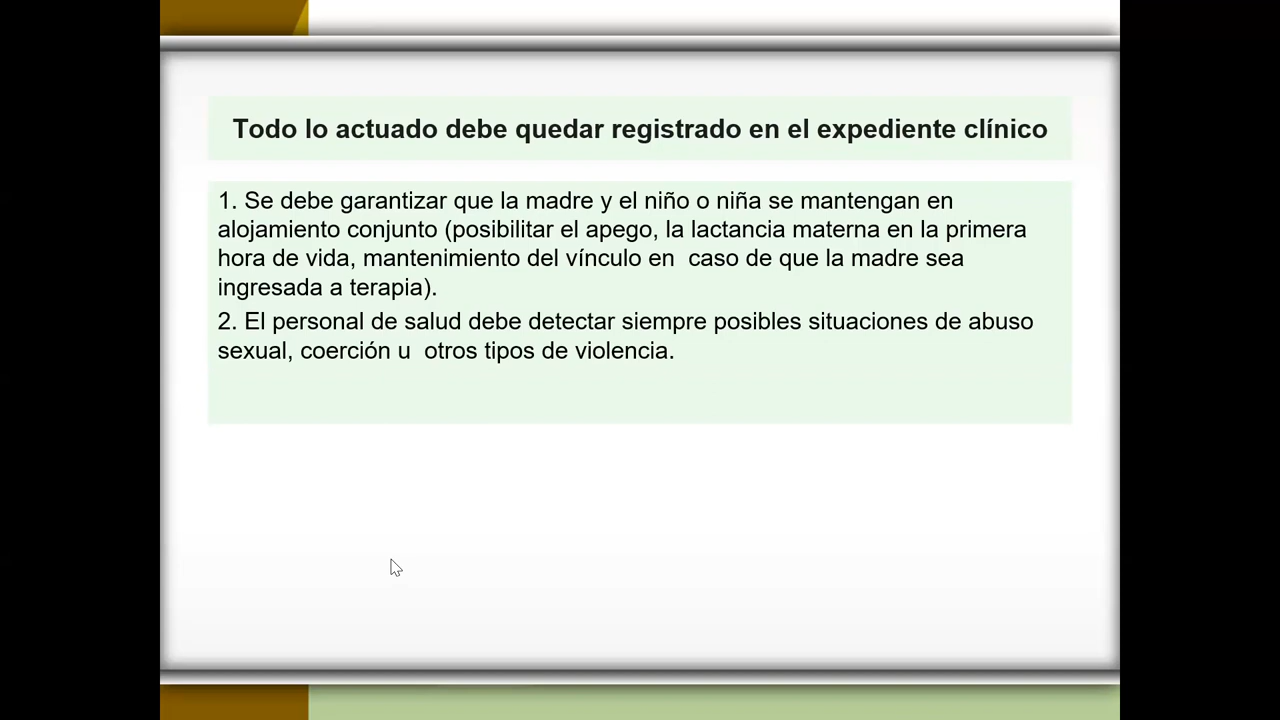 Todo lo actuado debe quedar registrado en el expediente clínico
1. Se debe garantizar que la madre y el niño o niña se mantengan en
alojamiento conjunto (posibilitar el apego, la lactancia materna en la primera
hora de vida, mantenimiento del vínculo en  caso de que la madre sea
ingresada a terapia).
2. El personal de salud debe detectar siempre posibles situaciones de abuso
sexual, coerción u  otros tipos de violencia.